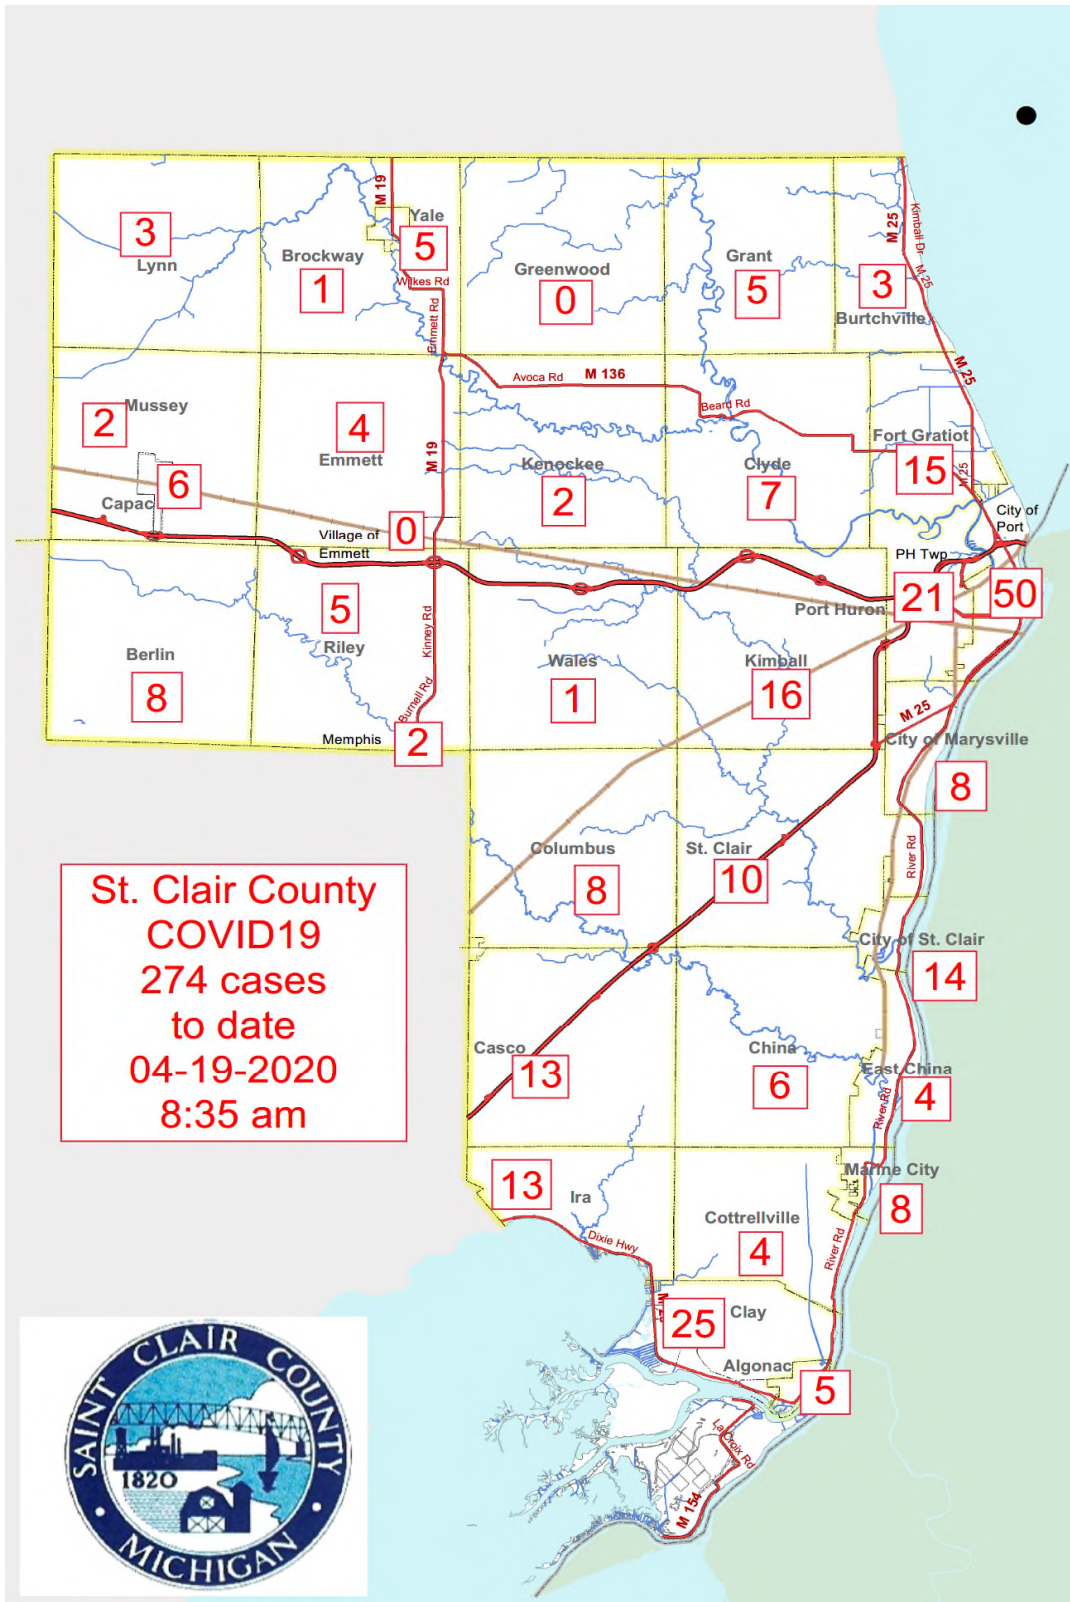 M 19
Yale
5
3
Lynn
Brockway
1
Wilkes Rd
Emmett Rd
Greenwood
0
Grant
5
M 25
Kimball Dr
M 25
3
Burtchville
Avoca Rd
M 136
Beard Rd
M 25
Mussey
2
4
Emmett
M 19
Fort Gratiot
15
M 25
Kenockee
2
Clyde
7
6
Capac
0
Village of
Emmett
City of
Port
PH Twp
21
50
Port Huron
5
Riley
Kinney Rd
Berlin
8
Burnell Rd
Memphis
2
Wales
1
Kimball
16
M 25
City of Marysville
8
River Rd
Columbus
8
St. Clair
10
City of St. Clair
14
St. Clair County
COVID19
274 cases
to date
04-19-2020
8:35 am
Casco
13
China
6
East China
4
River Rd
13
Ira
Marine City
8
Dixie Hwy
Cottrellville
4
River Rd
25
Clay
Algonac
5
La Croix Rd
M 154
SAINT CLAIR COUNTY
1820
MICHIGAN